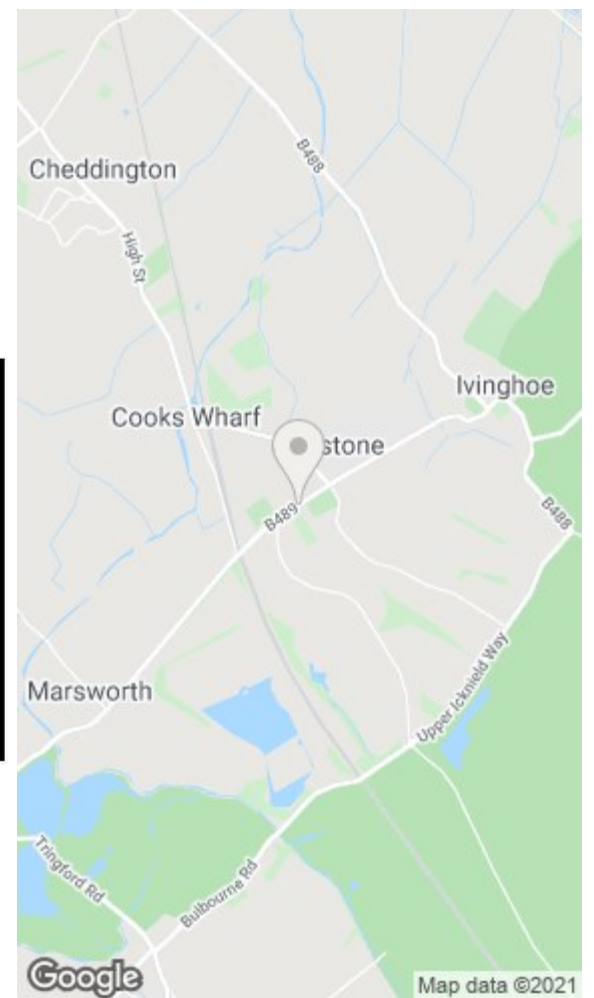 B488
Cheddington
High St
Ivinghoe
Cooks Wharf
stone
B488
B489
Upper Icknield Way
Marsworth
Tringford Rd
Bulbourne Rd
Google
Map data ©2021